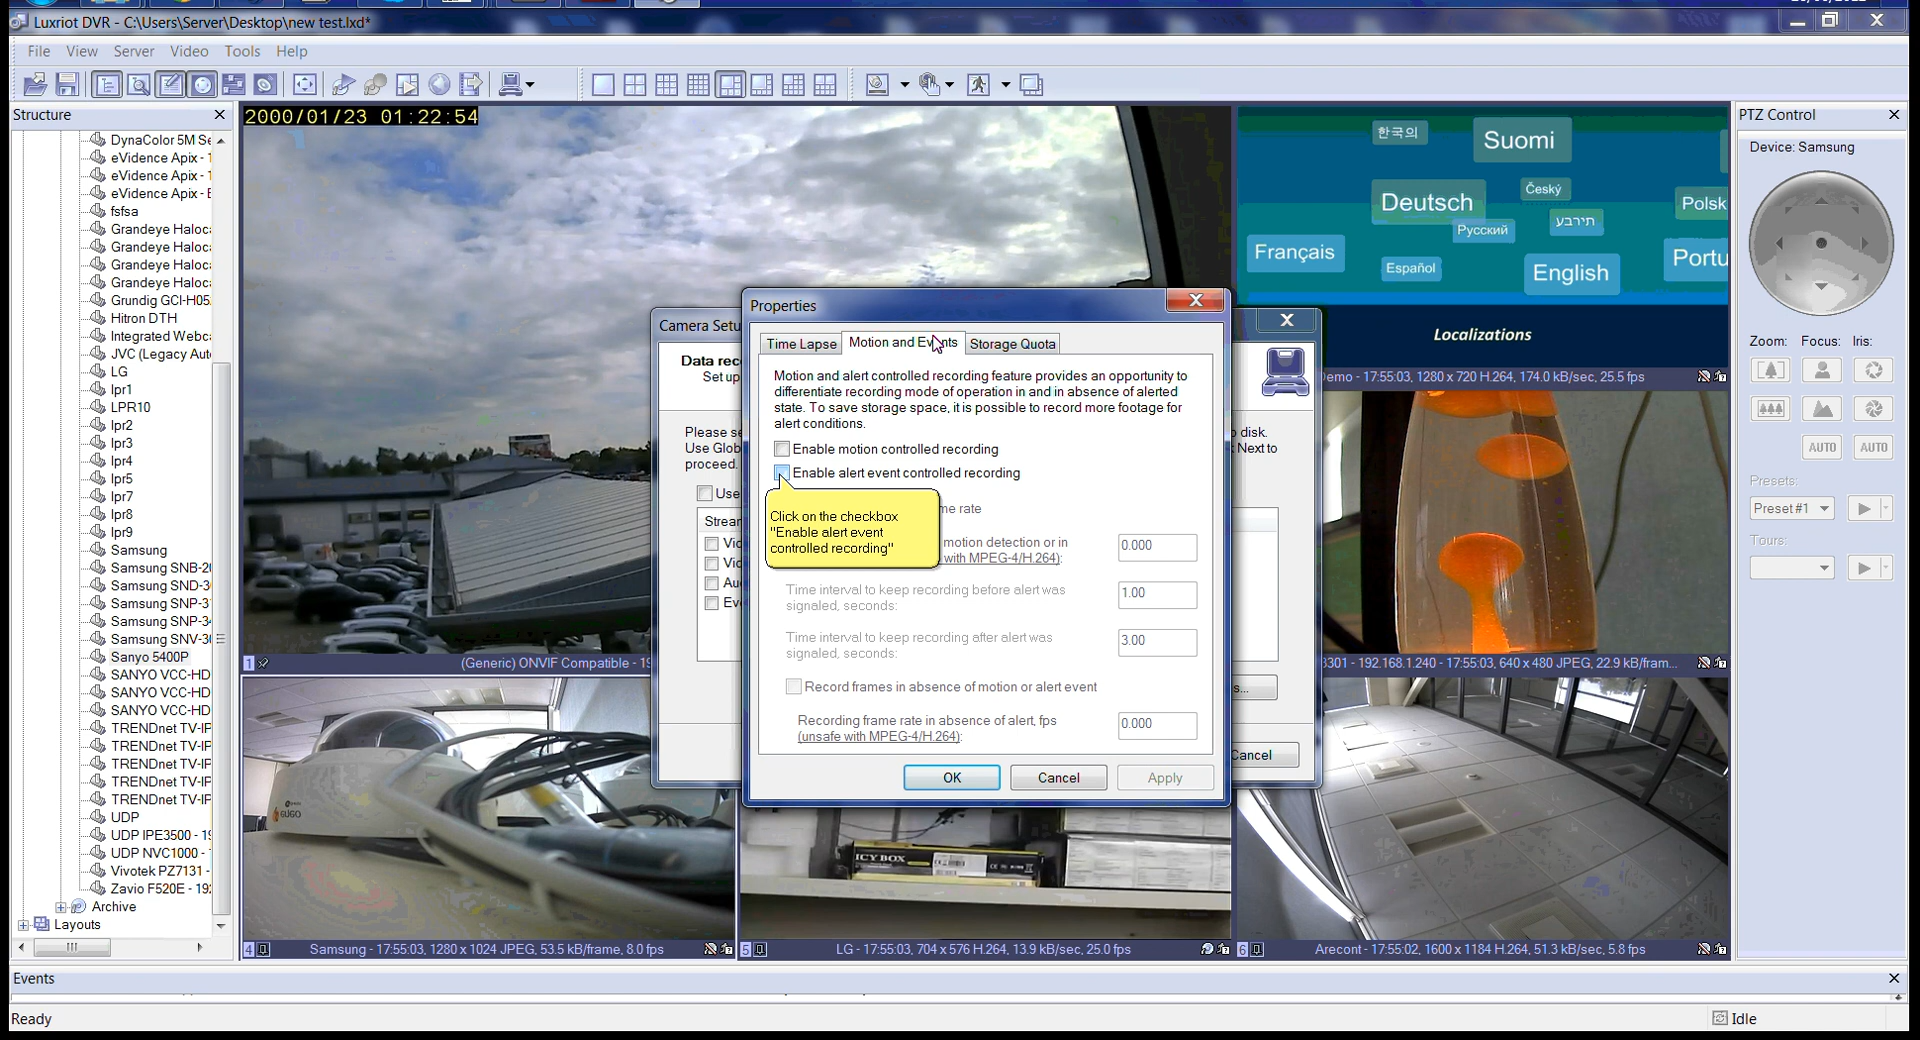 Luxriot DVR - C:\Users\Server\Desktop\new test.lxd*
File View Server Video Tools Help
Structure
DynaColor 5M Se
eVidence Apix - 1
eVidence Apix - 1
eVidence Apix - E
fsfsa
Grandeye Haloc
Grandeye Haloc
Grandeye Haloc
Grandeye Haloc
Grundig GCI-H05
Hitron DTH
Integrated Webc
JVC (Legacy Aut
LG
lpr1
LPR10
lpr2
lpr3
lpr4
lpr5
lpr7
lpr8
lpr9
Samsung
Samsung SNB-20
Samsung SND-3
Samsung SNP-3
Samsung SNP-3
Samsung SNV-30
Sanyo 5400P
SANYO VCC-HD
SANYO VCC-HD
SANYO VCC-HD
TRENDnet TV-IP
TRENDnet TV-IP
TRENDnet TV-IP
TRENDnet TV-IP
TRENDnet TV-IP
UDP
UDP IPE3500 - 19
UDP NVC1000 -
Vivotek PZ7131 -
Zavio F520E - 192
Archive
Layouts
2000/01/23 01:22:54
1
(Generic) ONVIF Compatible - 19
한국의
Suomi
Deutsch
Český
Polsk
Русский
עברית
Français
Español
English
Portu
Localizations
Demo - 17:55:03, 1280 x 720 H.264, 174.0 kB/sec, 25.5 fps
Camera Setu
Data rec
Set up
Please se
disk.
Use Glob
Next to
proceed.
Use
Strea
Vid
Vid
Aud
Eve
s...
Cancel
Properties
Time Lapse
Motion and Events
Storage Quota
Motion and alert controlled recording feature provides an opportunity to
differentiate recording mode of operation in and in absence of alerted
state. To save storage space, it is possible to record more footage for
alert conditions.
Enable motion controlled recording
Enable alert event controlled recording
Click on the checkbox
"Enable alert event
controlled recording"
me rate
motion detection or in
with MPEG-4/H.264):
0.000
Time interval to keep recording before alert was
signaled, seconds:
1.00
Time interval to keep recording after alert was
signaled, seconds:
3.00
Record frames in absence of motion or alert event
Recording frame rate in absence of alert, fps
(unsafe with MPEG-4/H.264):
0.000
OK
Cancel
Apply
3301 - 192.168.1.240 - 17:55:03, 640 x 480 JPEG, 22.9 kB/fram...
eneo
4
Samsung - 17:55:03, 1280 x 1024 JPEG, 53.5 kB/frame, 8.0 fps
ICY BOX
5
LG - 17:55:03, 704 x 576 H.264, 13.9 kB/sec, 25.0 fps
6
Arecont - 17:55:02, 1600 x 1184 H.264, 51.3 kB/sec, 5.8 fps
PTZ Control
Device: Samsung
Zoom: Focus: Iris:
AUTO
AUTO
Presets:
Preset #1
Tours:
Events
Ready
Idle